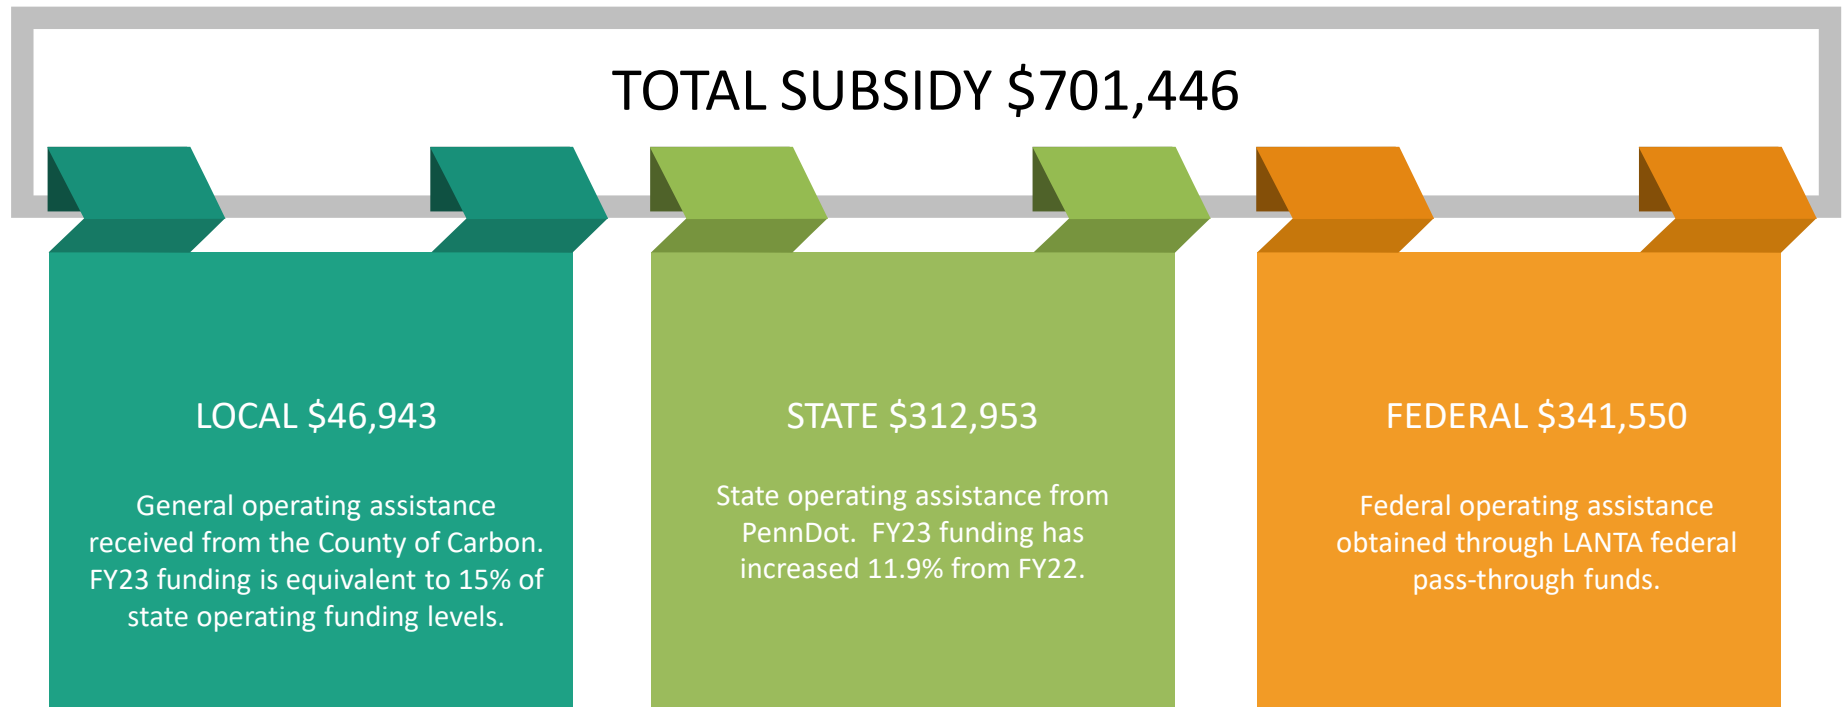 TOTAL SUBSIDY $701,446
LOCAL $46,943
General operating assistance
received from the County of Carbon.
FY23 funding is equivalent to 15% of
state operating funding levels.
STATE $312,953
State operating assistance from
PennDot.  FY23 funding has
increased 11.9% from FY22.
FEDERAL $341,550
Federal operating assistance
obtained through LANTA federal
pass-through funds.